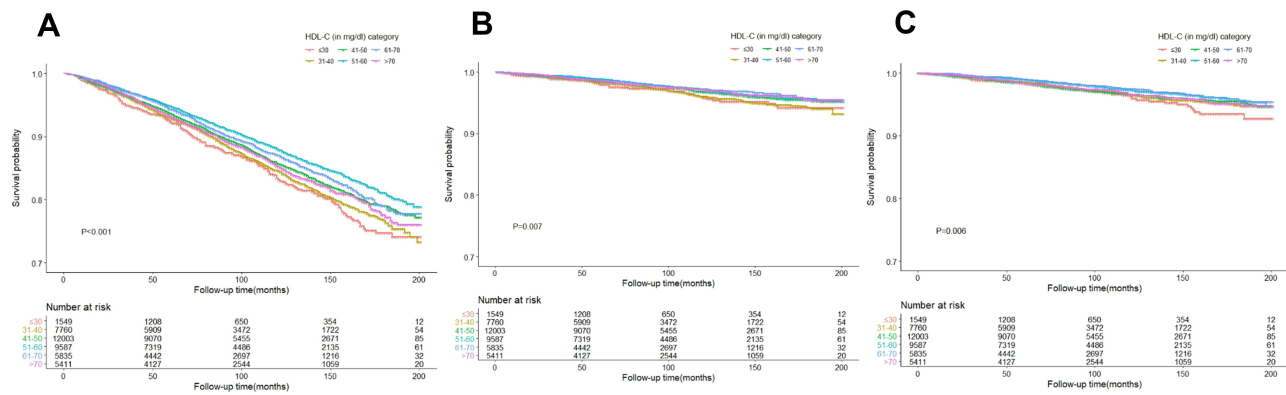 A
HDL-C (in mg/dl) category
≤30 41-50 61-70
31-40 51-60 >70
Survival probability
1.0
0.9
0.8
0.7
P<0.001
0 50 100 150 200
Follow-up time(months)
Number at risk
≤30 1549 1208 650 354 12
31-40 7760 5909 3472 1722 54
41-50 12003 9070 5455 2671 85
51-60 9587 7319 4486 2135 61
61-70 5835 4442 2697 1216 32
>70 5411 4127 2544 1059 20
0 50 100 150 200
Follow-up time(months)
B
HDL-C (in mg/dl) category
≤30 41-50 61-70
31-40 51-60 >70
Survival probability
1.0
0.9
0.8
0.7
P=0.007
0 50 100 150 200
Follow-up time(months)
Number at risk
≤30 1549 1208 650 354 12
31-40 7760 5909 3472 1722 54
41-50 12003 9070 5455 2671 85
51-60 9587 7319 4486 2135 61
61-70 5835 4442 2697 1216 32
>70 5411 4127 2544 1059 20
0 50 100 150 200
Follow-up time(months)
C
HDL-C (in mg/dl) category
≤30 41-50 61-70
31-40 51-60 >70
Survival probability
1.0
0.9
0.8
0.7
P=0.006
0 50 100 150 200
Follow-up time(months)
Number at risk
≤30 1549 1208 650 354 12
31-40 7760 5909 3472 1722 54
41-50 12003 9070 5455 2671 85
51-60 9587 7319 4486 2135 61
61-70 5835 4442 2697 1216 32
>70 5411 4127 2544 1059 20
0 50 100 150 200
Follow-up time(months)